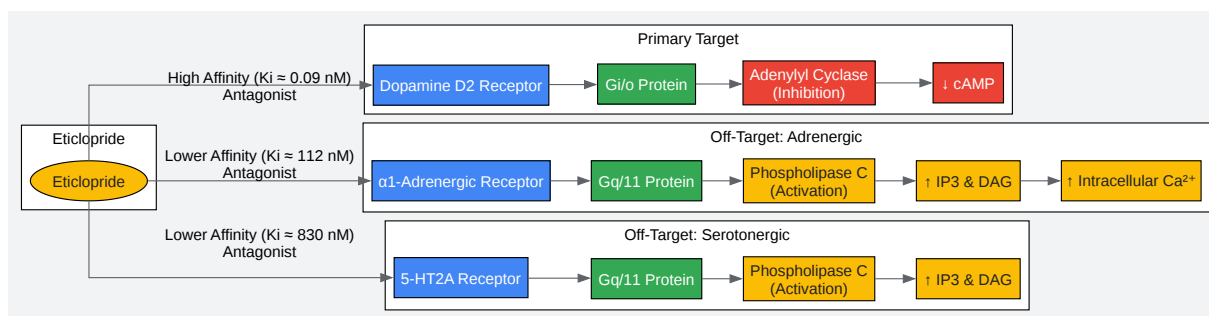 Primary Target
High Affinity (Ki ≈ 0.09 nM)
Antagonist
Dopamine D2 Receptor
Gi/o Protein
Adenylyl Cyclase
(Inhibition)
↓ cAMP
Eticlopride
Eticlopride
Off-Target: Adrenergic
Lower Affinity (Ki ≈ 112 nM)
Antagonist
α1-Adrenergic Receptor
Gq/11 Protein
Phospholipase C
(Activation)
↑ IP3 & DAG
↑ Intracellular Ca²⁺
Off-Target: Serotonergic
Lower Affinity (Ki ≈ 830 nM)
Antagonist
5-HT2A Receptor
Gq/11 Protein
Phospholipase C
(Activation)
↑ IP3 & DAG